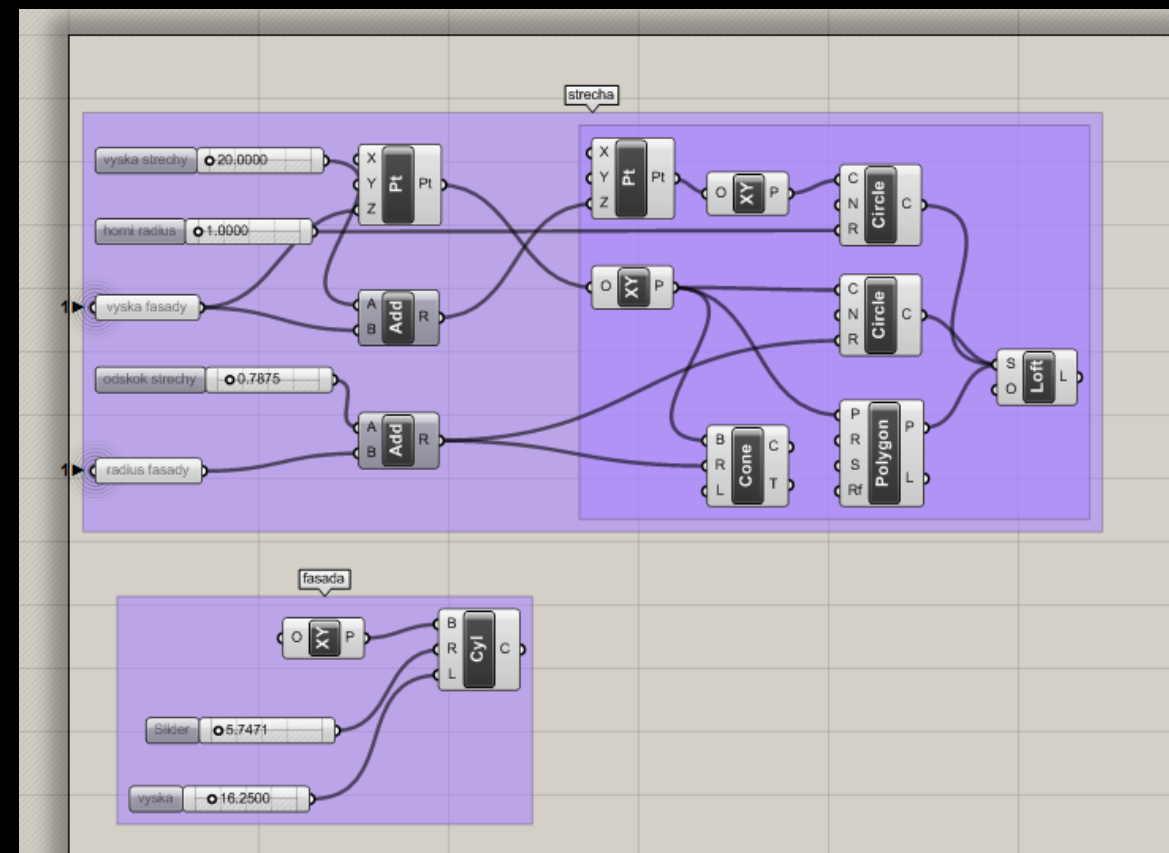 strecha
vyska strechy 20.0000
X
Y
Z
Pt
Pt
horni radius 1.0000
vyska fasady
1
A
B
Add
R
odskok strechy 0.7875
A
B
Add
R
radius fasady
1
X
Y
Z
Pt
Pt
O XY P
C
N
R
Circle
C
O XY P
C
N
R
Circle
C
B
R
L
Cone
C
T
P
R
S
Rf
Polygon
P
L
S
O
Loft
L
fasada
O XY P
B
R
L
Cyl
C
Slider 5.7471
vyska 16.2500